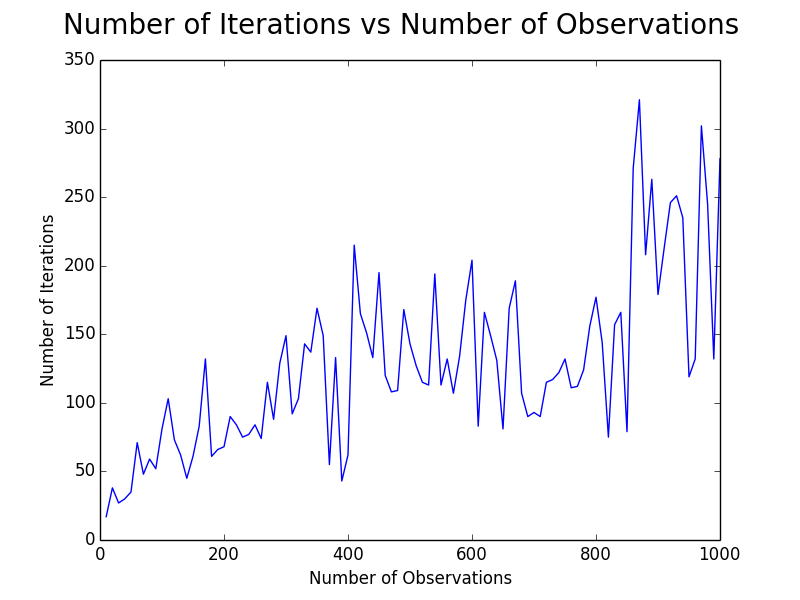 Number of Iterations vs Number of Observations
350
300
250
200
150
100
50
0
Number of Iterations
0 200 400 600 800 1000
Number of Observations